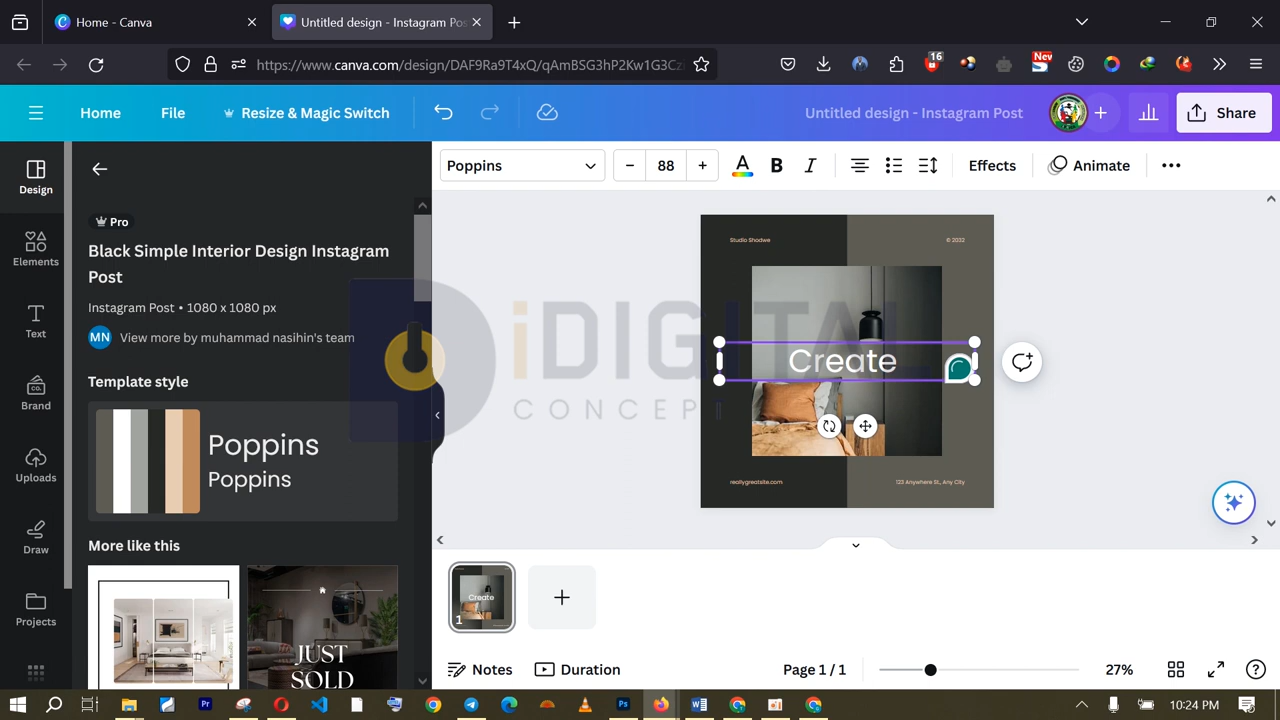 Home - Canva
Untitled design - Instagram Pos
https://www.canva.com/design/DAF9Ra9T4xQ/qAmBSG3hP2Kw1G3Cz
16
New
Home
File
Resize & Magic Switch
Untitled design - Instagram Post
Share
Design
Elements
Text
Brand
Uploads
Draw
Projects
Pro
Black Simple Interior Design Instagram
Post
Instagram Post • 1080 x 1080 px
MN
View more by muhammad nasihin's team
Template style
Poppins
Poppins
More like this
JUST
SOLD
Poppins
88
A
B
I
Effects
Animate
Studio Shodwe
© 2022
Create
reallygreatsite.com
123 Anywhere St., Any City
iDIGITAL
CONCEPT
Create
1
Notes
Duration
Page 1 / 1
27%
10:24 PM